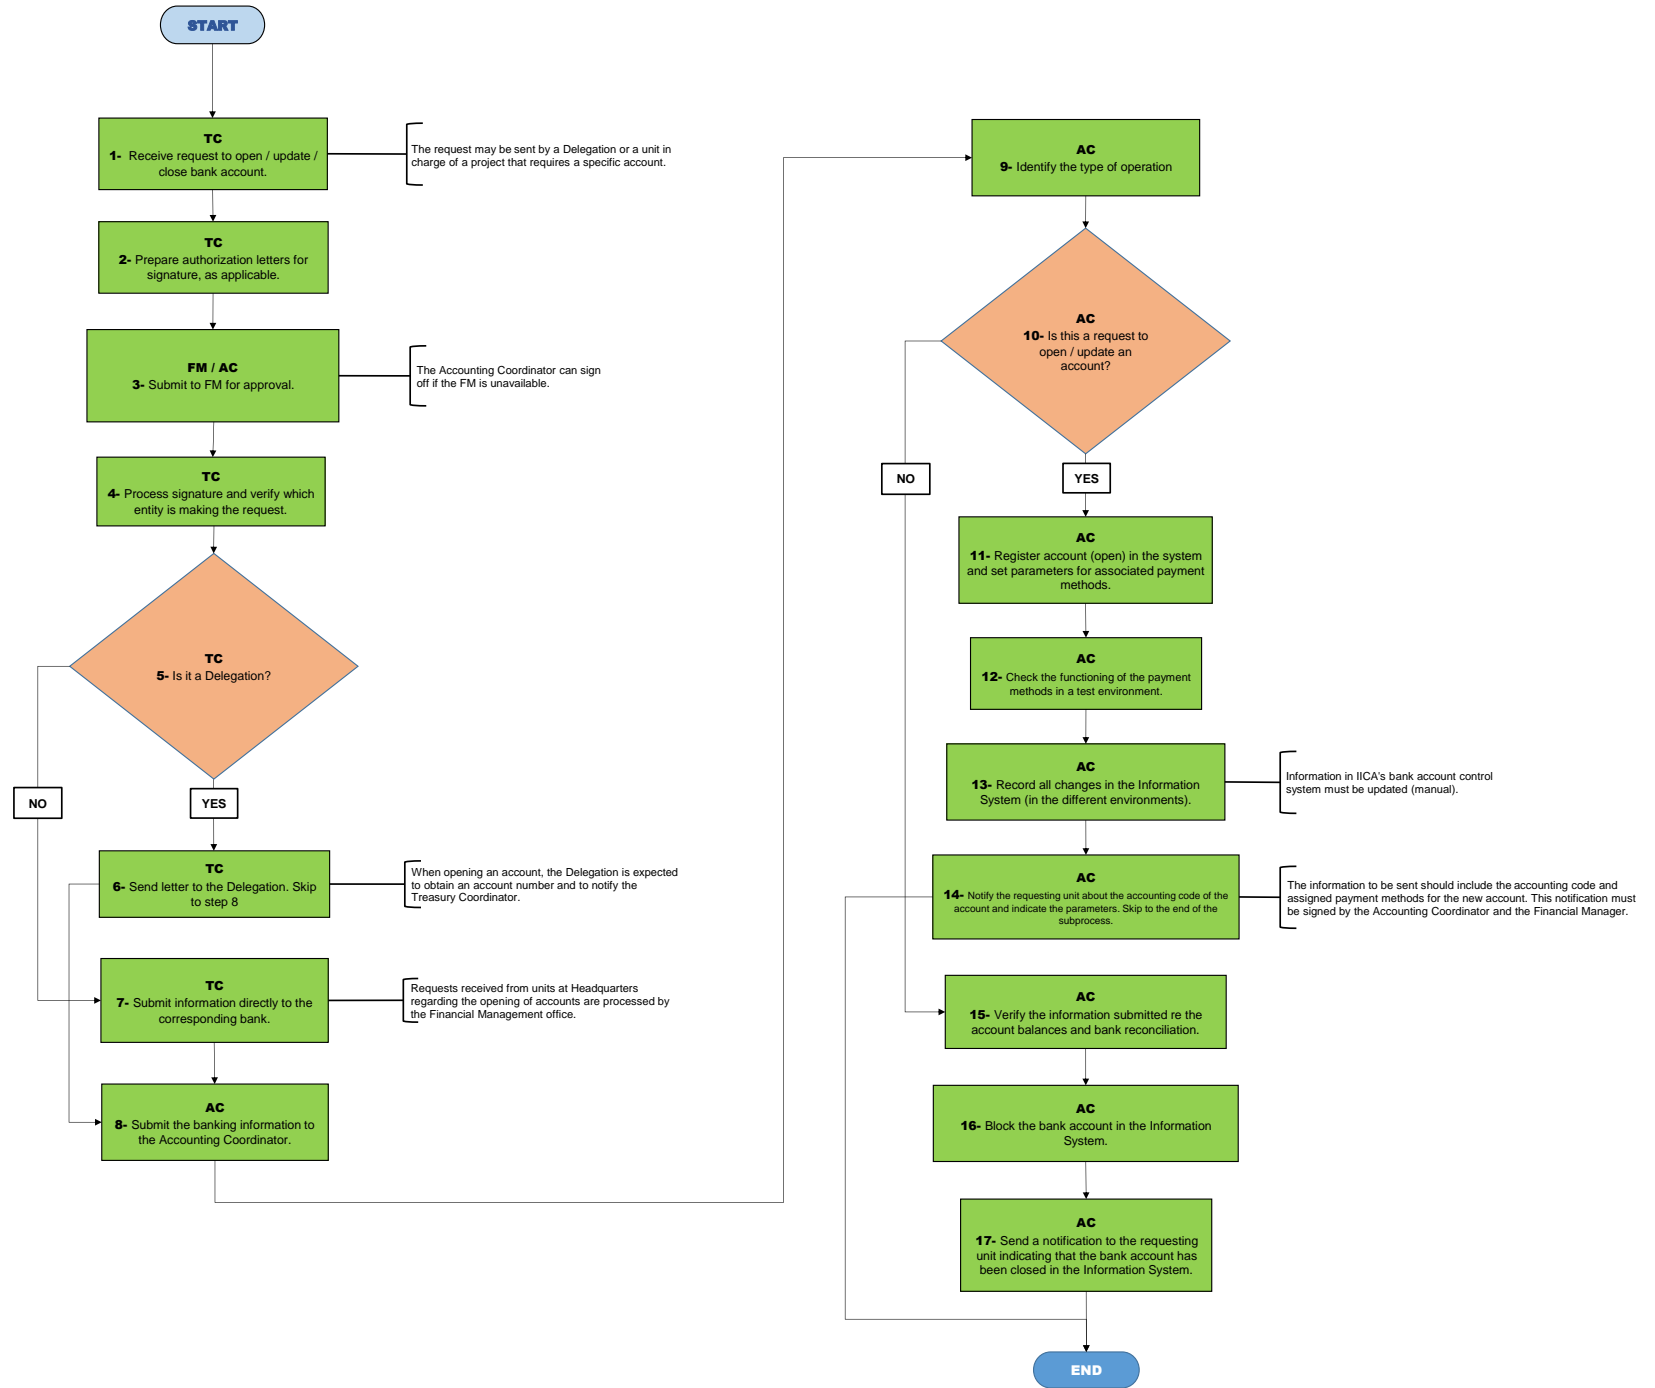 START
TC
1- Receive request to open / update /
close bank account.
The request may be sent by a Delegation or a unit in
charge of a project that requires a specific account.
TC
2- Prepare authorization letters for
signature, as applicable.
FM / AC
3- Submit to FM for approval.
The Accounting Coordinator can sign
off if the FM is unavailable.
TC
4- Process signature and verify which
entity is making the request.
TC
5- Is it a Delegation?
NO
YES
TC
6- Send letter to the Delegation. Skip
to step 8
When opening an account, the Delegation is expected
to obtain an account number and to notify the
Treasury Coordinator.
TC
7- Submit information directly to the
corresponding bank.
Requests received from units at Headquarters
regarding the opening of accounts are processed by
the Financial Management office.
AC
8- Submit the banking information to
the Accounting Coordinator.
AC
9- Identify the type of operation
AC
10- Is this a request to
open / update an
account?
NO
YES
AC
11- Register account (open) in the system
and set parameters for associated payment
methods.
AC
12- Check the functioning of the payment
methods in a test environment.
AC
13- Record all changes in the Information
System (in the different environments).
Information in IICA's bank account control
system must be updated (manual).
AC
14- Notify the requesting unit about the accounting code of the
account and indicate the parameters. Skip to the end of the
subprocess.
The information to be sent should include the accounting code and
assigned payment methods for the new account. This notification must
be signed by the Accounting Coordinator and the Financial Manager.
AC
15- Verify the information submitted re the
account balances and bank reconciliation.
AC
16- Block the bank account in the Information
System.
AC
17- Send a notification to the requesting
unit indicating that the bank account has
been closed in the Information System.
END